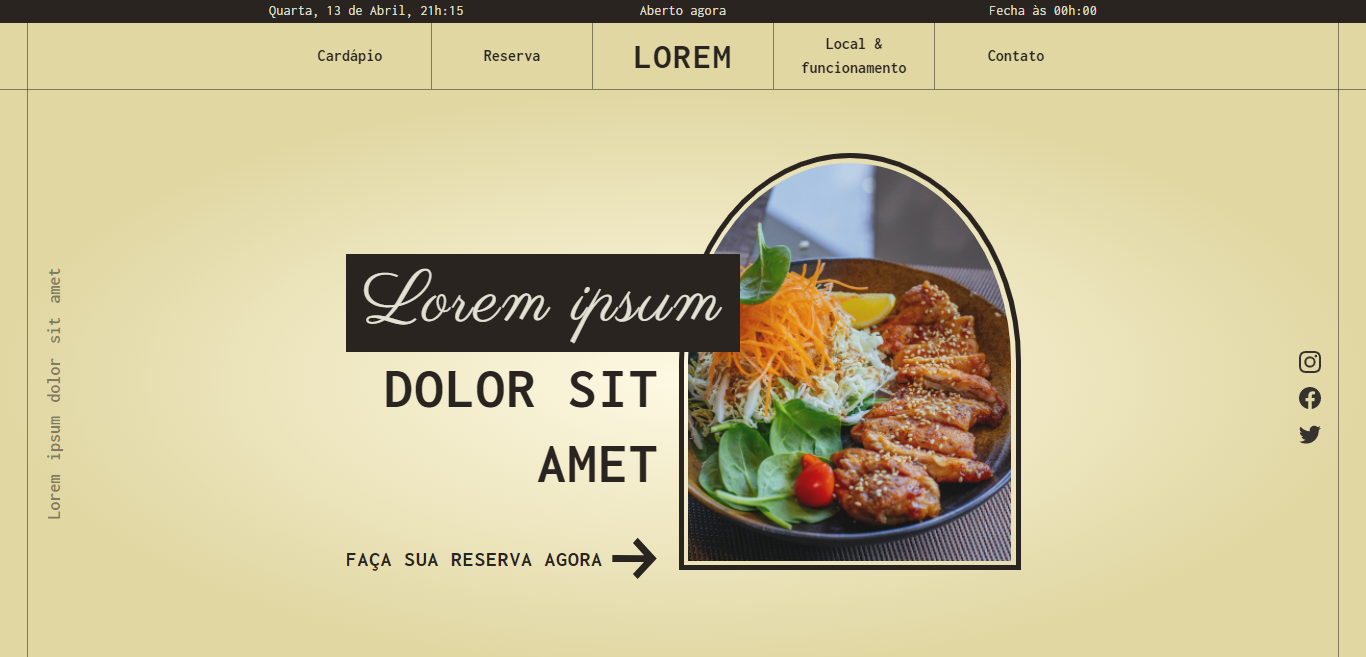 Quarta, 13 de Abril, 21h:15
Aberto agora
Fecha às 00h:00
Cardápio
Reserva
LOREM
Local &
funcionamento
Contato
Lorem ipsum dolor sit amet
Lorem ipsum
DOLOR SIT
AMET
FAÇA SUA RESERVA AGORA